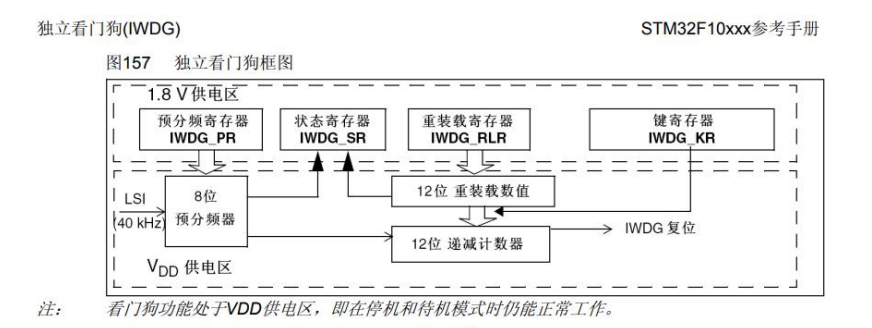 独立看门狗(IWDG) STM32F10xxx参考手册
图157 独立看门狗框图
1.8 V 供电区
预分频寄存器 状态寄存器 重装载寄存器 键寄存器
IWDG_PR IWDG_SR IWDG_RLR IWDG_KR
LSI 8位 12位 重装载数值
(40 kHz) 预分频器 IWDG 复位
12位 递减计数器
VDD 供电区
注： 看门狗功能处于VDD供电区，即在停机和待机模式时仍能正常工作。